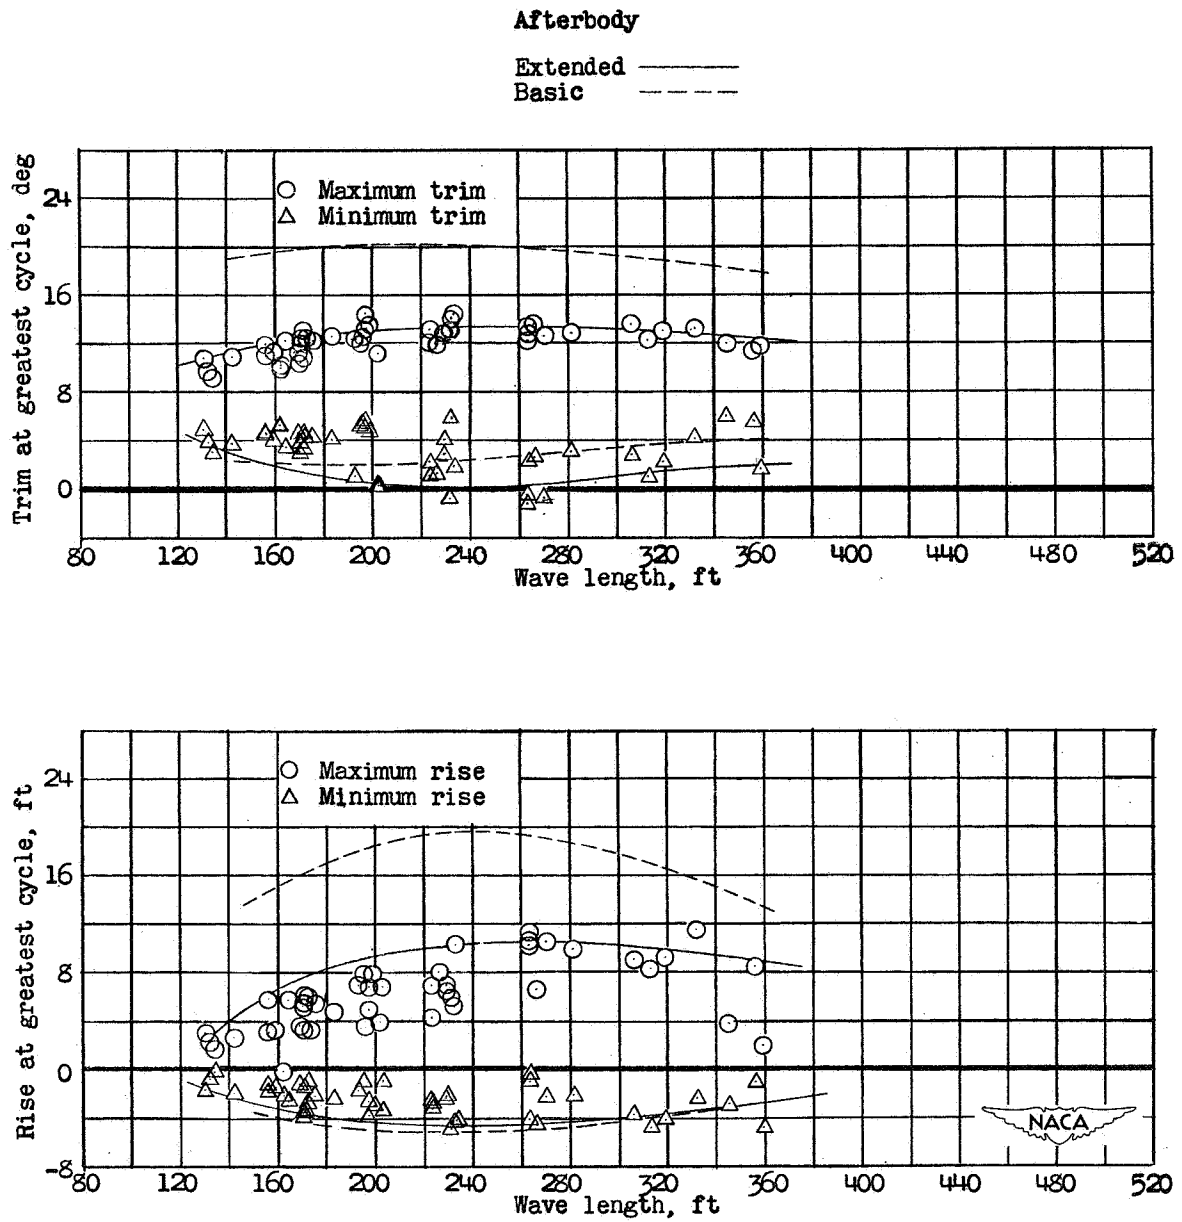 Afterbody
Extended
Basic
Trim at greatest cycle, deg
24
16
8
0
Maximum trim
Minimum trim
80 120 160 200 240 280 320 360 400 440 480 520
Wave length, ft
Rise at greatest cycle, ft
24
16
8
0
-8
Maximum rise
Minimum rise
NACA
80 120 160 200 240 280 320 360 400 440 480 520
Wave length, ft